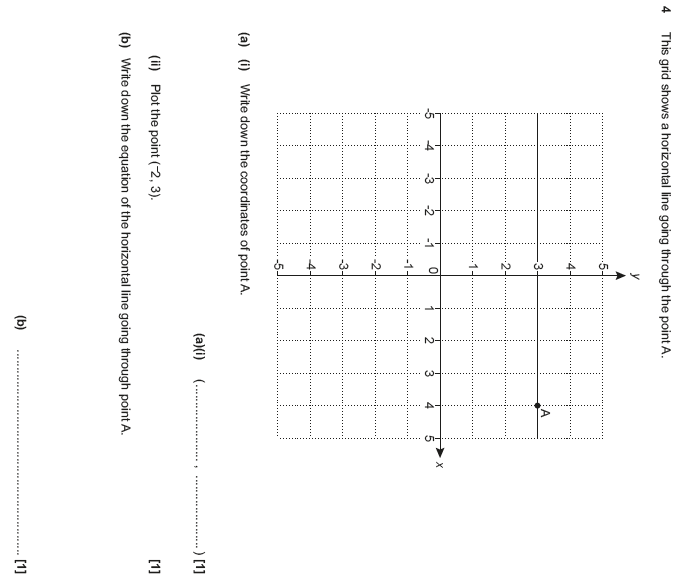 4 This grid shows a horizontal line going through the point A.
y
5
4
3
A
2
1
-5 -4 -3 -2 -1 0 1 2 3 4 5 x
-1
-2
-3
-4
-5
(a) (i) Write down the coordinates of point A.
(a)(i) (.................... , ....................) [1]
(ii) Plot the point (−2, 3). [1]
(b) Write down the equation of the horizontal line going through point A.
(b) ................................................ [1]